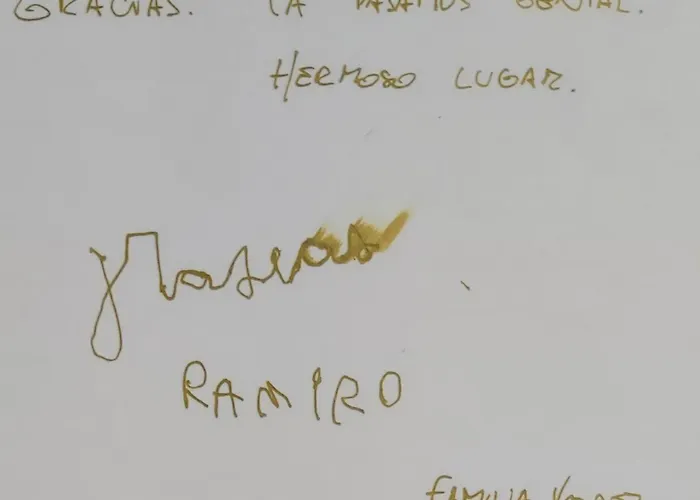 GRACIAS. LA PASAMOS GENIAL.
HERMOSO LUGAR.
RAMIRO
FAMILIA